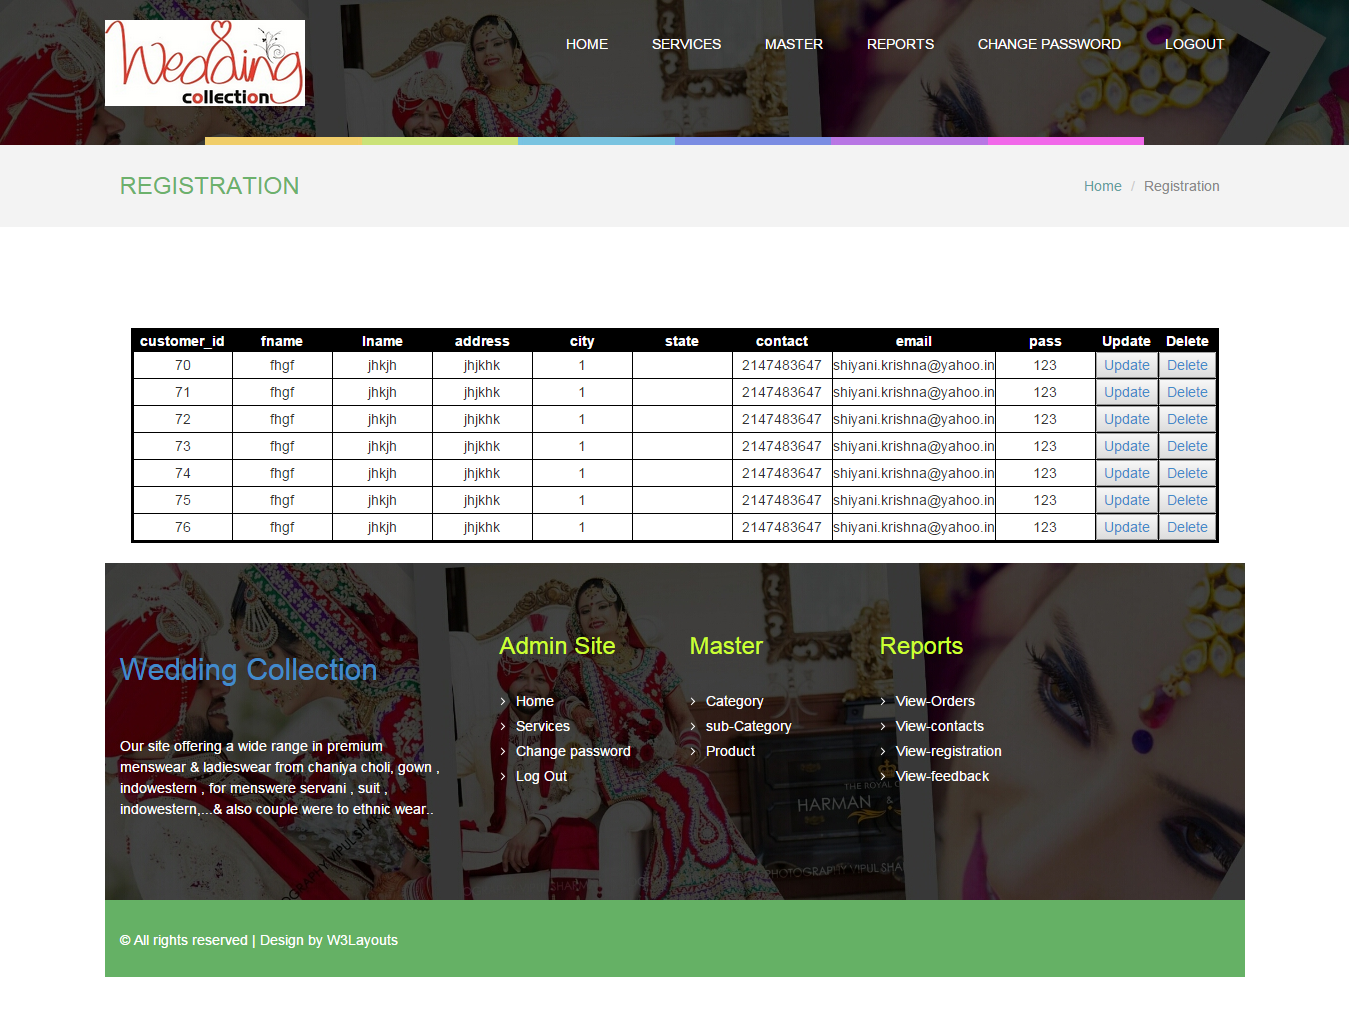 Wedding
collection
HOME SERVICES MASTER REPORTS CHANGE PASSWORD LOGOUT
REGISTRATION
Home / Registration
customer_id fname lname address city state contact email pass Update Delete
70 fhgf jhkjh jhjkhk 1 2147483647 shiyani.krishna@yahoo.in 123 Update Delete
71 fhgf jhkjh jhjkhk 1 2147483647 shiyani.krishna@yahoo.in 123 Update Delete
72 fhgf jhkjh jhjkhk 1 2147483647 shiyani.krishna@yahoo.in 123 Update Delete
73 fhgf jhkjh jhjkhk 1 2147483647 shiyani.krishna@yahoo.in 123 Update Delete
74 fhgf jhkjh jhjkhk 1 2147483647 shiyani.krishna@yahoo.in 123 Update Delete
75 fhgf jhkjh jhjkhk 1 2147483647 shiyani.krishna@yahoo.in 123 Update Delete
76 fhgf jhkjh jhjkhk 1 2147483647 shiyani.krishna@yahoo.in 123 Update Delete
Wedding Collection
Our site offering a wide range in premium
menswear & ladieswear from chaniya choli, gown ,
indowestern , for menswere servani , suit ,
indowestern,...& also couple were to ethnic wear..
Admin Site
Home
Services
Change password
Log Out
Master
Category
sub-Category
Product
Reports
View-Orders
View-contacts
View-registration
View-feedback
THE ROYAL
HARMAN &
PHOTOGRAPHY VIPUL SHARMA
© All rights reserved | Design by W3Layouts